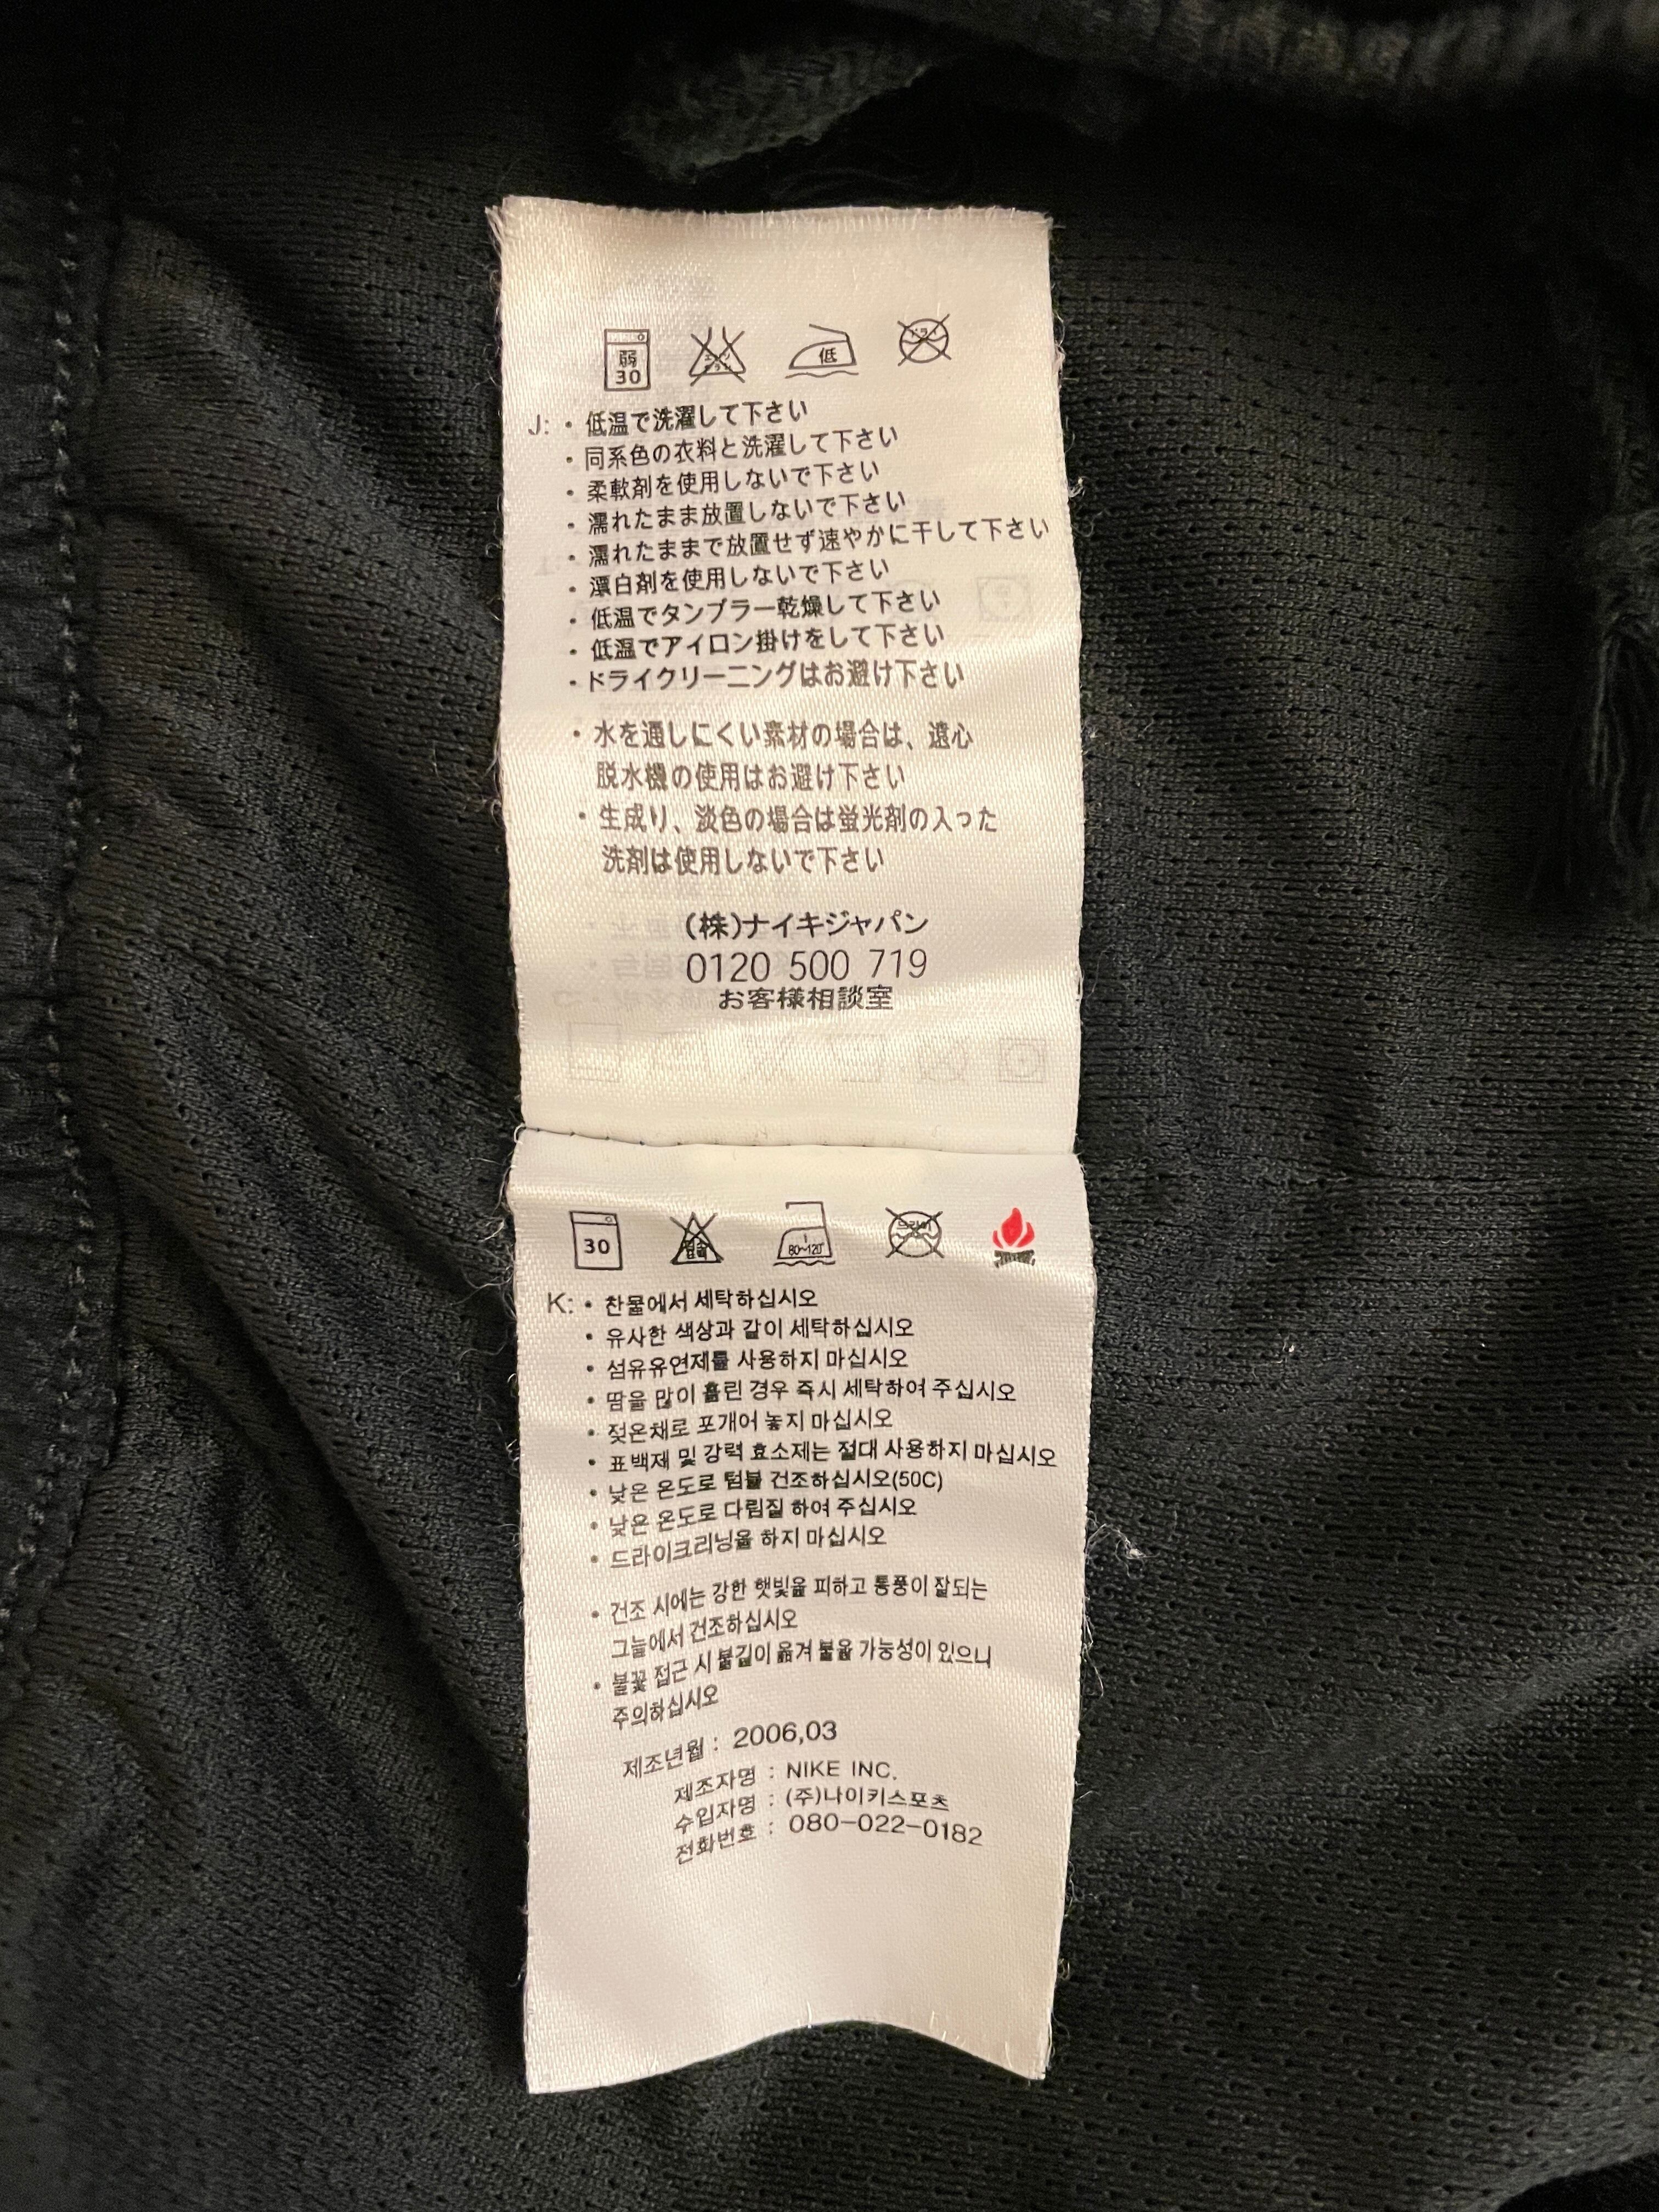 弱
30
低
ドライ
J: ・ 低温で洗濯して下さい
・ 同系色の衣料と洗濯して下さい
・ 柔軟剤を使用しないで下さい
・ 濡れたまま放置しないで下さい
・ 濡れたままで放置せず速やかに干して下さい
・ 漂白剤を使用しないで下さい
・ 低温でタンブラー乾燥して下さい
・ 低温でアイロン掛けをして下さい
・ ドライクリーニングはお避け下さい
・ 水を通しにくい素材の場合は、遠心
脱水機の使用はお避け下さい
・ 生成り、淡色の場合は蛍光剤の入った
洗剤は使用しないで下さい
(株)ナイキジャパン
0120 500 719
お客様相談室
30
80~120
드라이
K: ・ 찬물에서 세탁하십시오
・ 유사한 색상과 같이 세탁하십시오
・ 섬유유연제를 사용하지 마십시오
・ 땀을 많이 흘린 경우 즉시 세탁하여 주십시오
・ 젖은채로 포개어 놓지 마십시오
・ 표백제 및 강력 효소제는 절대 사용하지 마십시오
・ 낮은 온도로 텀블 건조하십시오(50C)
・ 낮은 온도로 다림질 하여 주십시오
・ 드라이크리닝을 하지 마십시오
・ 건조 시에는 강한 햇빛을 피하고 통풍이 잘되는
그늘에서 건조하십시오
・ 불꽃 접근 시 불길이 옮겨 붙을 가능성이 있으니
주의하십시오
제조년월 : 2006,03
제조자명 : NIKE INC.
수입자명 : (주)나이키스포츠
전화번호 : 080-022-0182